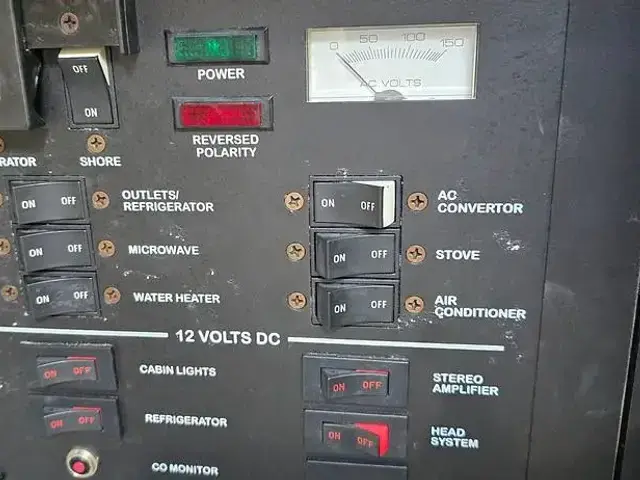 0 50 100 150
AC VOLTS
OFF
ON
POWER
REVERSED
POLARITY
RATOR
SHORE
ON OFF
OUTLETS/
REFRIGERATOR
ON OFF
AC
CONVERTOR
ON OFF
MICROWAVE
ON OFF
STOVE
ON OFF
WATER HEATER
ON OFF
AIR
CONDITIONER
12 VOLTS DC
ON OFF
CABIN LIGHTS
ON OFF
STEREO
AMPLIFIER
ON OFF
REFRIGERATOR
ON OFF
HEAD
SYSTEM
CO MONITOR